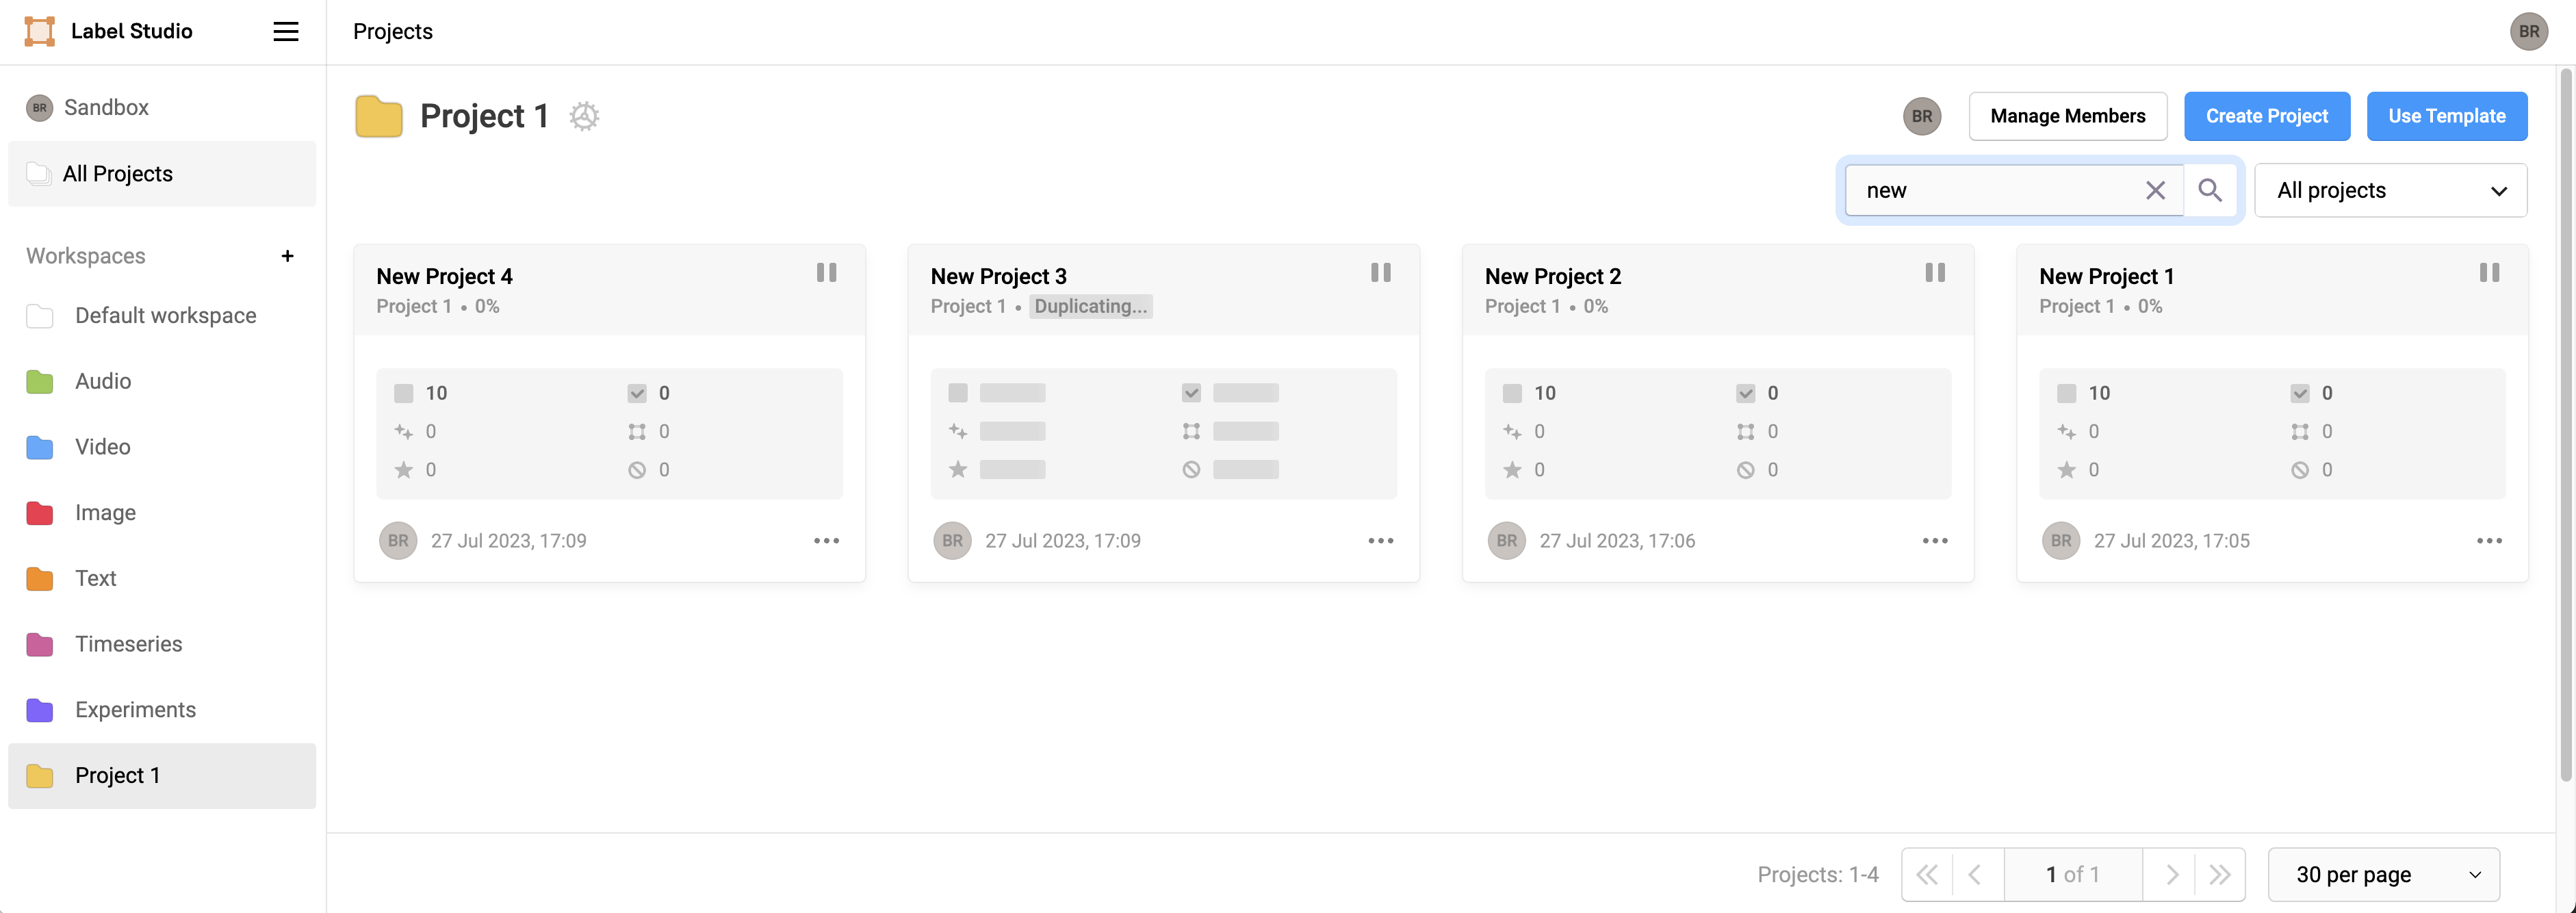 Label Studio
Projects
BR
BR Sandbox
All Projects
Workspaces +
Default workspace
Audio
Video
Image
Text
Timeseries
Experiments
Project 1
Project 1
BR
Manage Members
Create Project
Use Template
new
All projects
New Project 4
Project 1 • 0%
10 0
0 0
0 0
BR 27 Jul 2023, 17:09
New Project 3
Project 1 • Duplicating...
BR 27 Jul 2023, 17:09
New Project 2
Project 1 • 0%
10 0
0 0
0 0
BR 27 Jul 2023, 17:06
New Project 1
Project 1 • 0%
10 0
0 0
0 0
BR 27 Jul 2023, 17:05
Projects: 1-4
1 of 1
30 per page